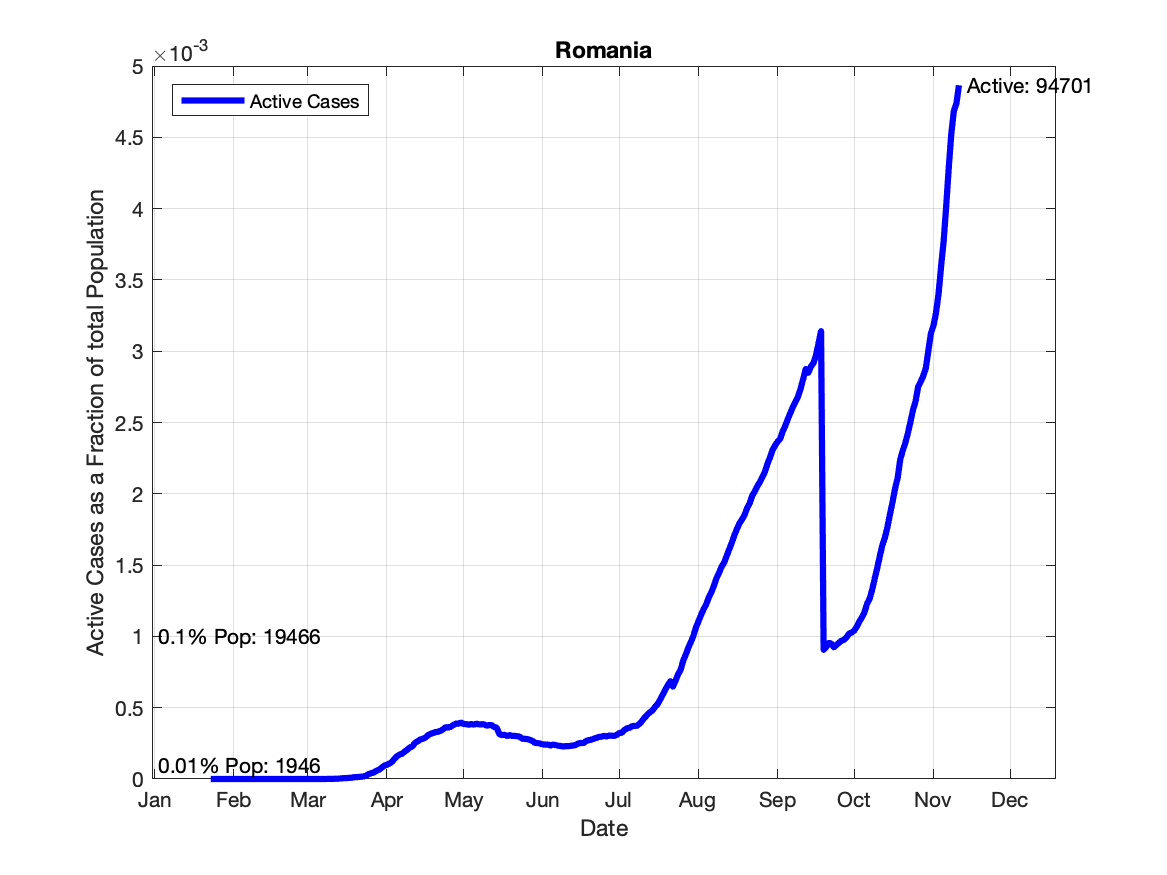 Romania
×10-3
5
4.5
4
3.5
3
2.5
2
1.5
1
0.5
0
Active Cases as a Fraction of total Population
Active Cases
Active: 94701
0.1% Pop: 19466
0.01% Pop: 1946
Jan Feb Mar Apr May Jun Jul Aug Sep Oct Nov Dec
Date